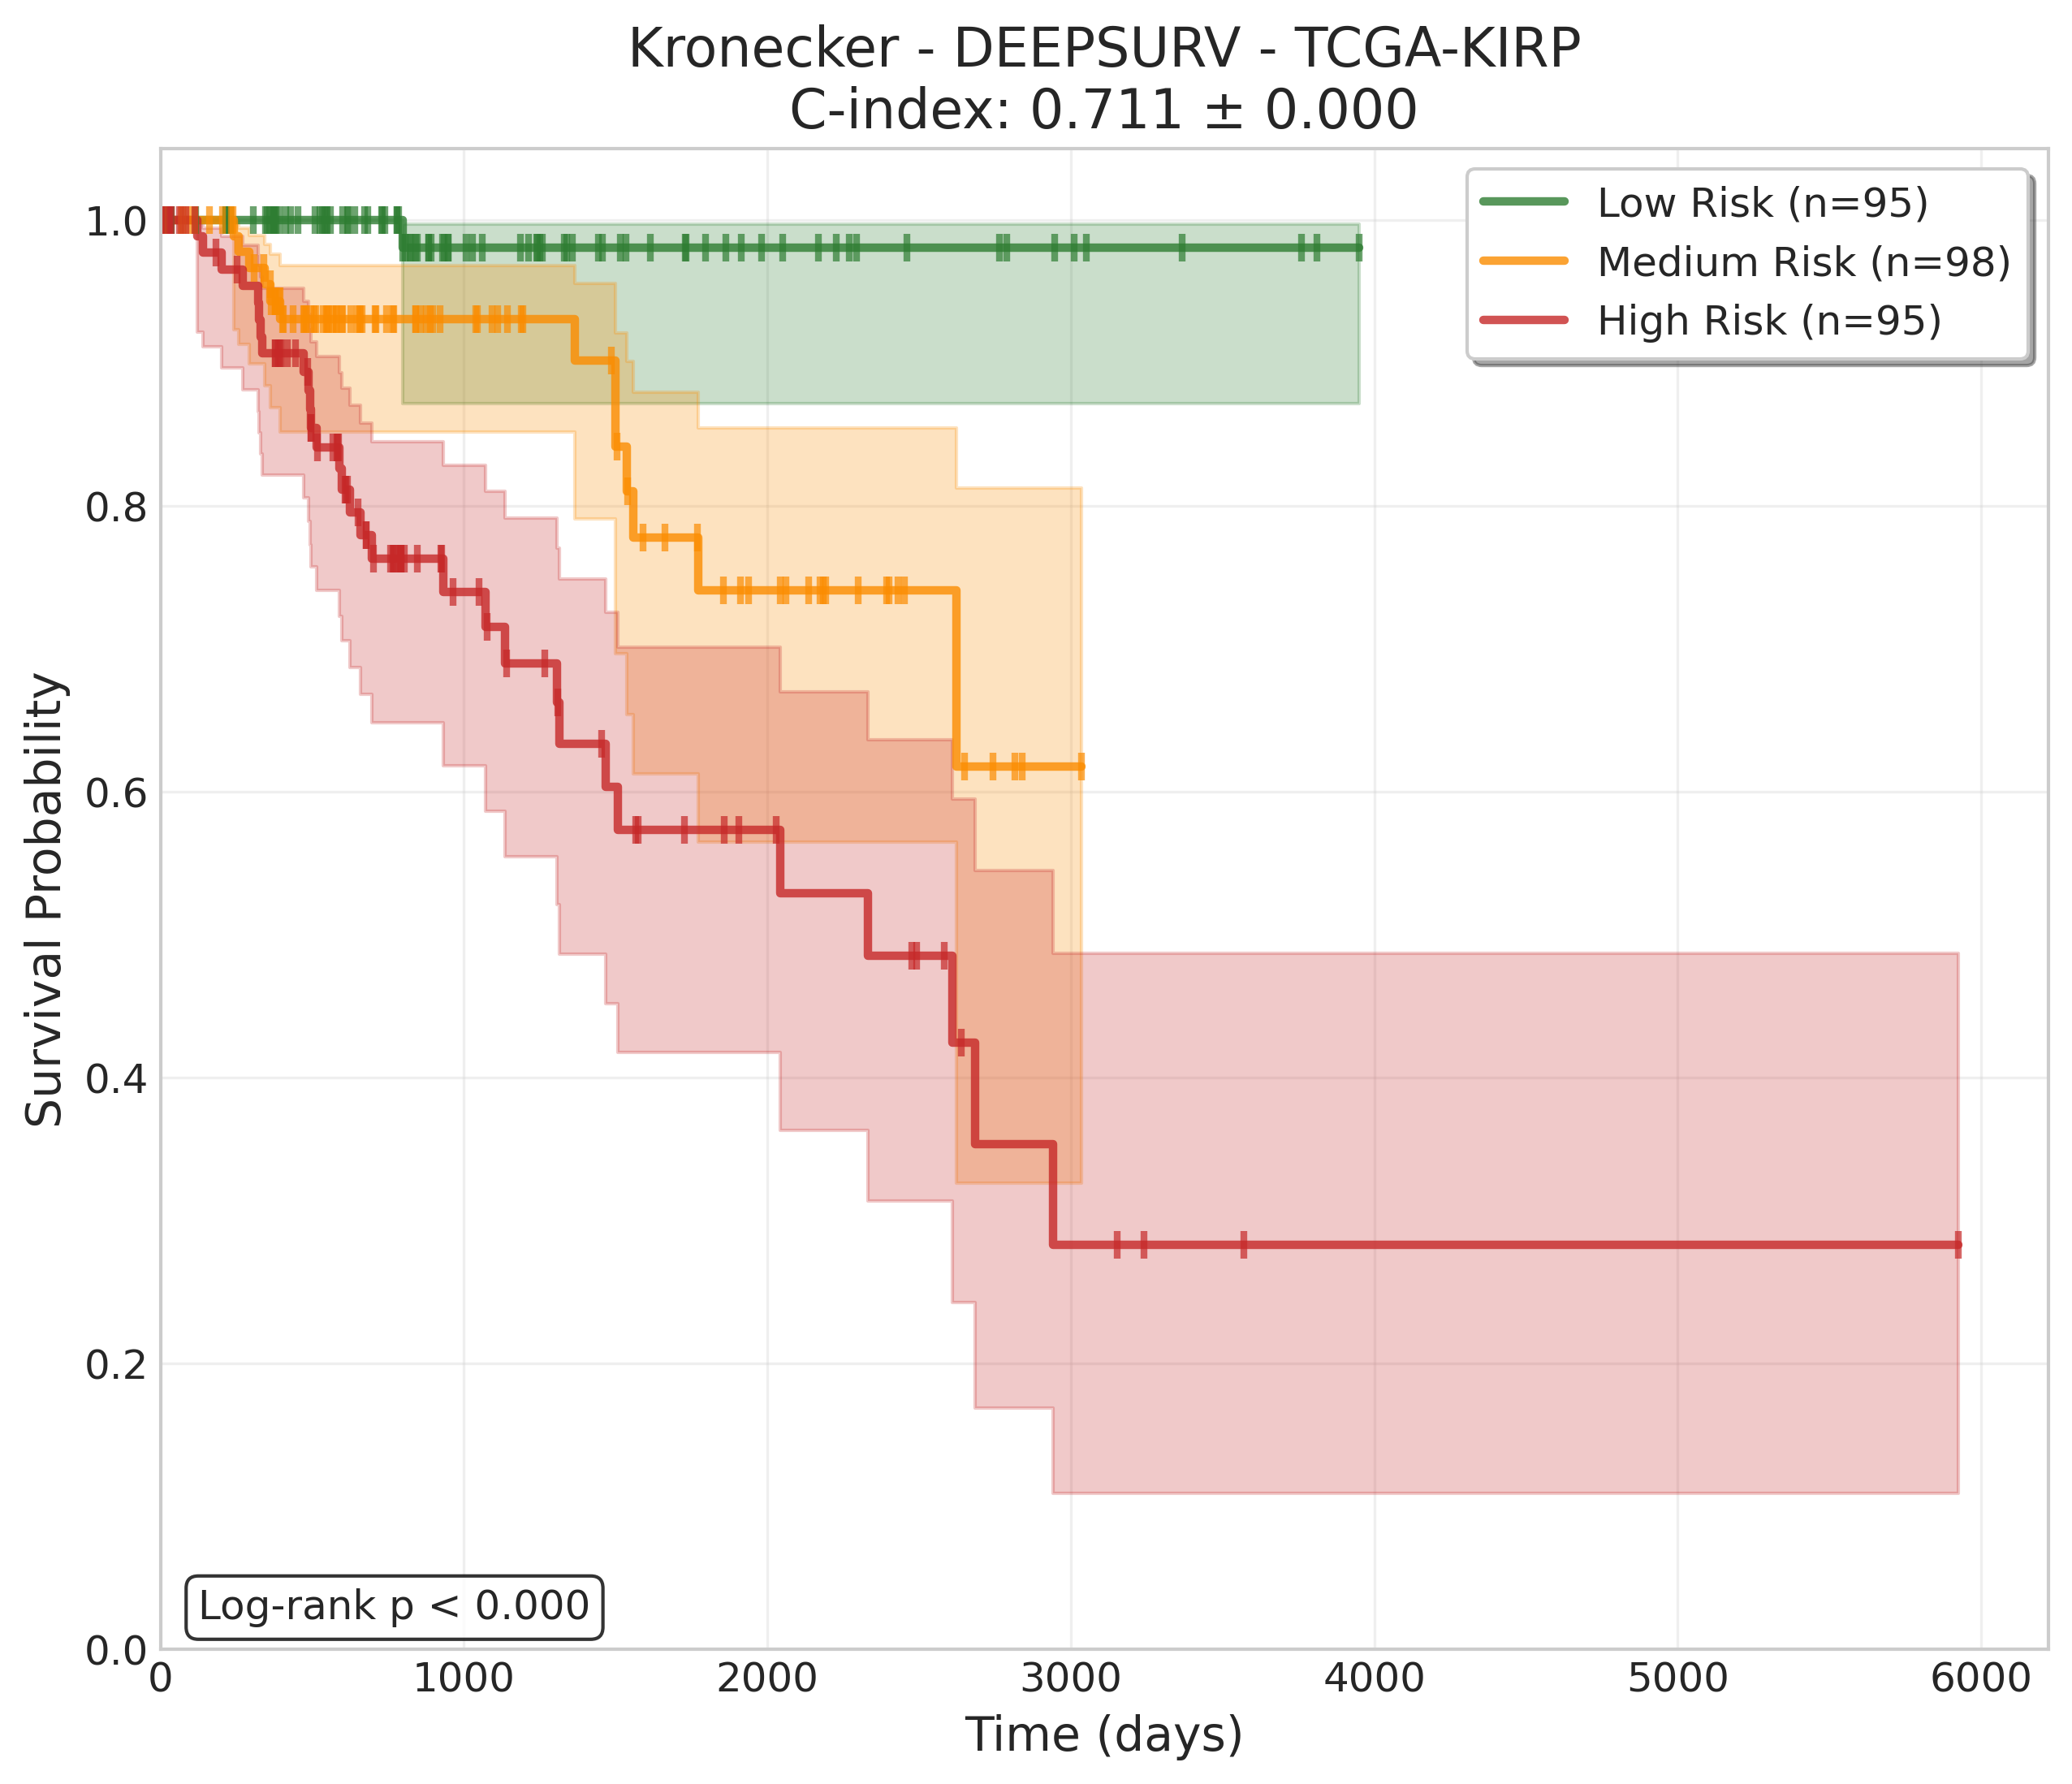 Kronecker - DEEPSURV - TCGA-KIRP
C-index: 0.711 ± 0.000
Low Risk (n=95)
Medium Risk (n=98)
High Risk (n=95)
Survival Probability
1.0
0.8
0.6
0.4
0.2
0.0
Log-rank p < 0.000
0 1000 2000 3000 4000 5000 6000
Time (days)